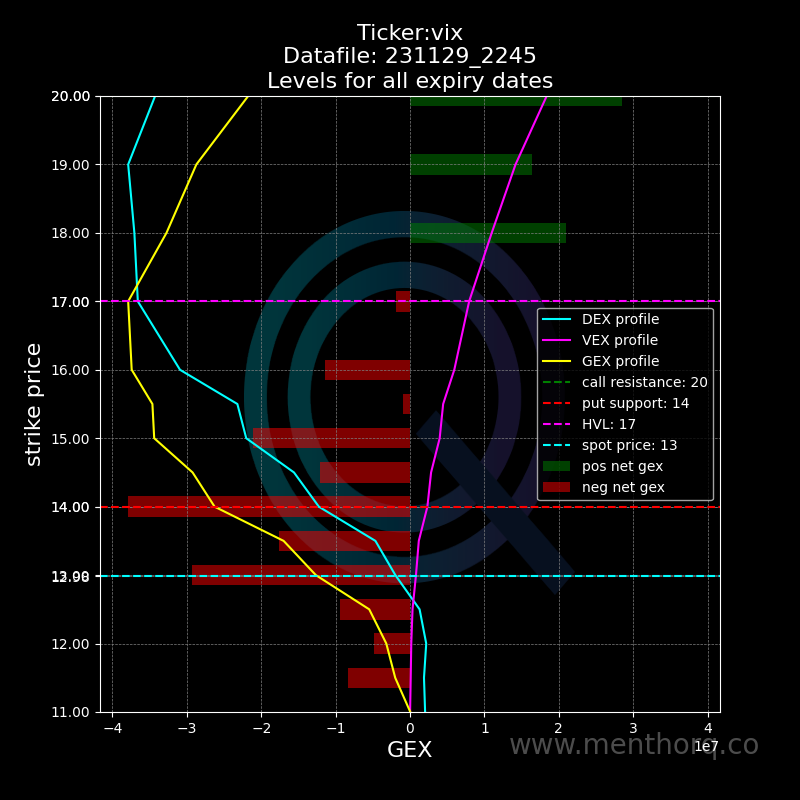 Ticker:vix
Datafile: 231129_2245
Levels for all expiry dates
20.00
19.00
18.00
17.00
16.00
15.00
14.00
12.98
12.00
11.00
strike price
DEX profile
VEX profile
GEX profile
call resistance: 20
put support: 14
HVL: 17
spot price: 13
pos net gex
neg net gex
−4
−3
−2
−1
0
1
2
3
4
1e7
GEX
www.menthorq.co